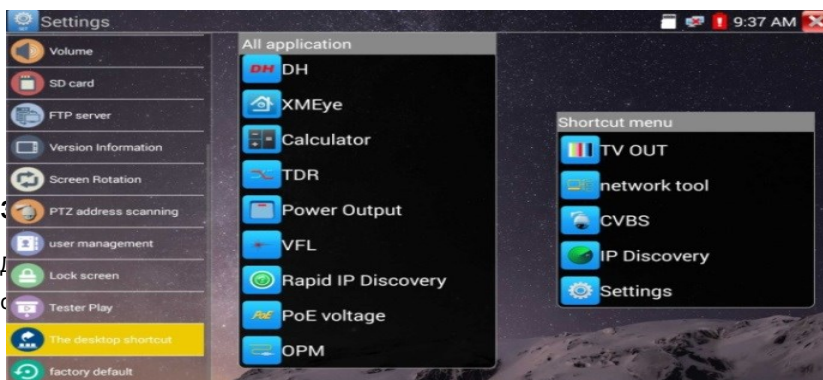 Settings
9:37 AM
Volume
SD card
FTP server
Version Information
Screen Rotation
PTZ address scanning
user management
Lock screen
Tester Play
The desktop shortcut
factory default
All application
DH DH
XMEye
Calculator
TDR
Power Output
VFL
Rapid IP Discovery
PoE PoE voltage
OPM
Shortcut menu
TV OUT
network tool
CVBS
IP Discovery
Settings